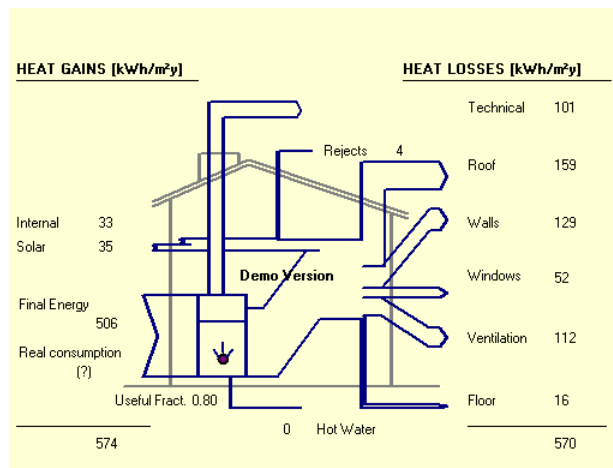 HEAT GAINS [kWh/m²y]
HEAT LOSSES [kWh/m²y]
Technical 101
Rejects 4
Roof 159
Internal 33
Solar 35
Walls 129
Demo Version
Windows 52
Final Energy
506
Real consumption
(?)
Ventilation 112
Useful Fract. 0.80
Floor 16
0 Hot Water
574
570